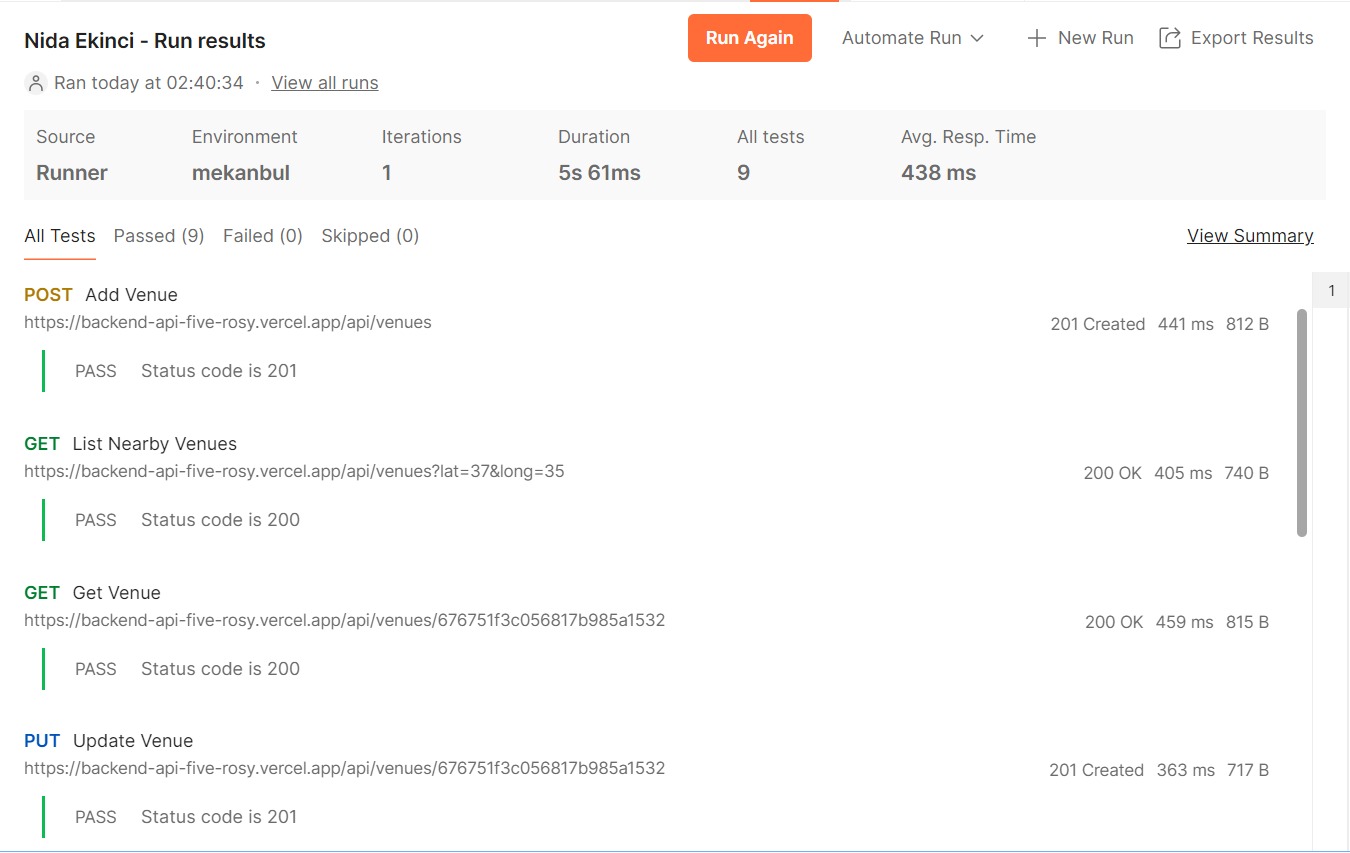 Nida Ekinci - Run results
Run Again
Automate Run
New Run
Export Results
Ran today at 02:40:34 · View all runs
Source Environment Iterations Duration All tests Avg. Resp. Time
Runner mekanbul 1 5s 61ms 9 438 ms
All Tests Passed (9) Failed (0) Skipped (0) View Summary
1
POST Add Venue
https://backend-api-five-rosy.vercel.app/api/venues 201 Created 441 ms 812 B
PASS Status code is 201
GET List Nearby Venues
https://backend-api-five-rosy.vercel.app/api/venues?lat=37&long=35 200 OK 405 ms 740 B
PASS Status code is 200
GET Get Venue
https://backend-api-five-rosy.vercel.app/api/venues/676751f3c056817b985a1532 200 OK 459 ms 815 B
PASS Status code is 200
PUT Update Venue
https://backend-api-five-rosy.vercel.app/api/venues/676751f3c056817b985a1532 201 Created 363 ms 717 B
PASS Status code is 201